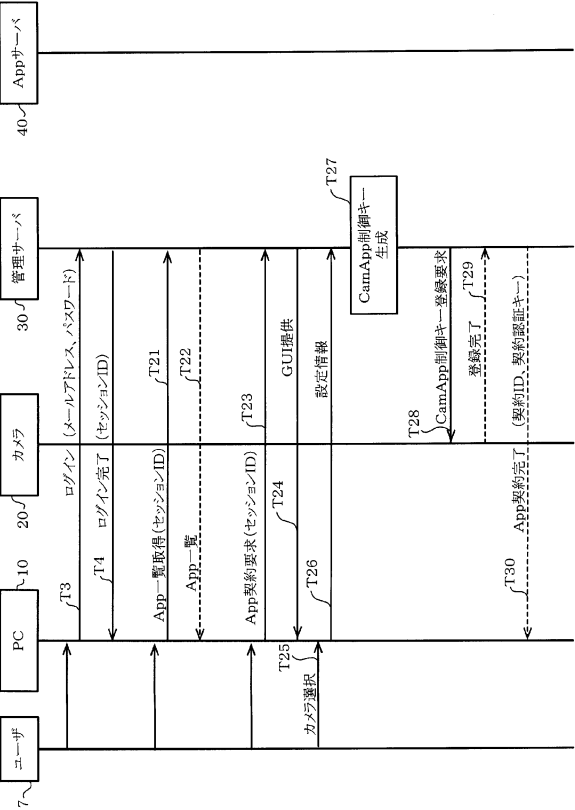 ユーザ
7
PC
10
カメラ
20
管理サーバ
30
Appサーバ
40
T3
ログイン (メールアドレス、パスワード)
T4
ログイン完了 (セッションID)
App一覧取得(セッションID)
T21
App一覧
T22
App契約要求(セッションID)
T23
T24
GUI提供
カメラ選択
T25
T26
設定情報
T27
CamApp制御キー
生成
T28
CamApp制御キー登録要求
登録完了
T29
App契約完了 (契約ID、契約認証キー)
T30